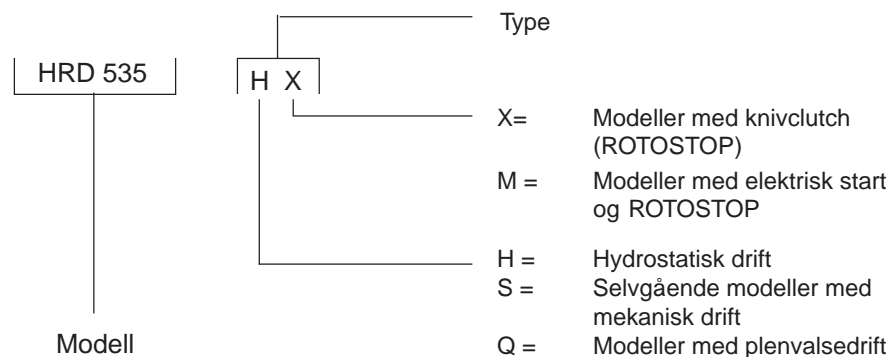 Type
HRD 535
H X
X= Modeller med knivclutch
(ROTOSTOP)
M = Modeller med elektrisk start
og ROTOSTOP
H = Hydrostatisk drift
S = Selvgående modeller med
mekanisk drift
Modell
Q = Modeller med plenvalsedrift